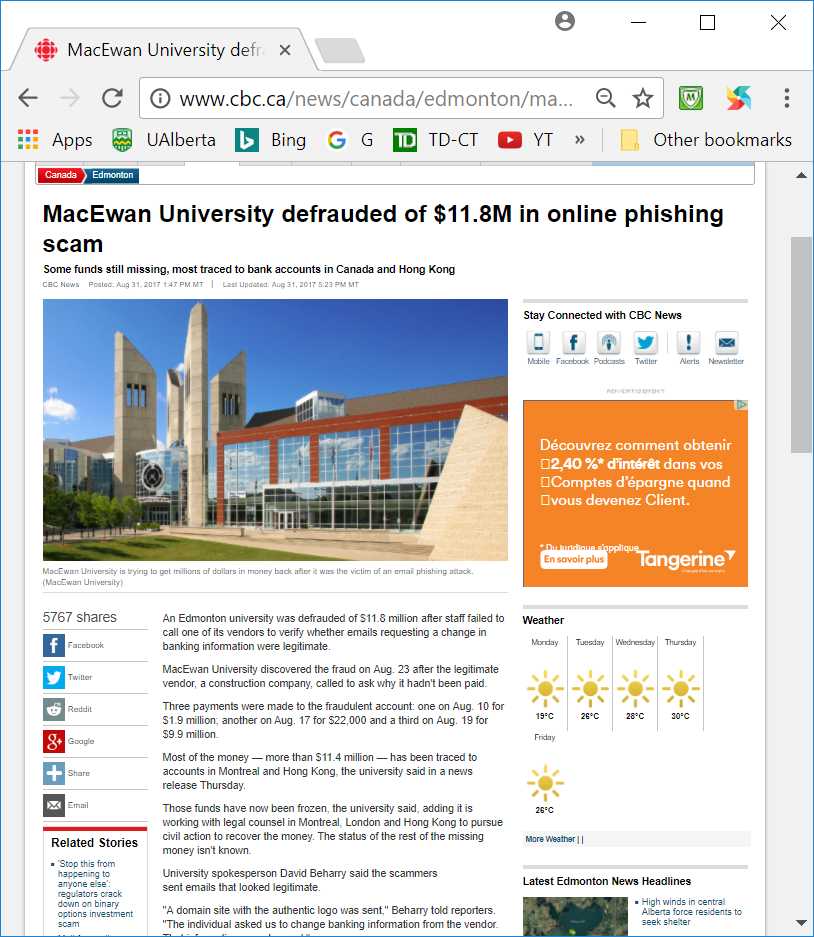 MacEwan University defr
www.cbc.ca/news/canada/edmonton/ma...
Apps
UAlberta
Bing
G
TD-CT
YT
»
Other bookmarks
Canada
Edmonton
MacEwan University defrauded of $11.8M in online phishing
scam
Some funds still missing, most traced to bank accounts in Canada and Hong Kong
CBC News Posted: Aug 31, 2017 1:47 PM MT | Last Updated: Aug 31, 2017 5:23 PM MT
MacEwan University is trying to get millions of dollars in money back after it was the victim of an email phishing attack.
(MacEwan University)
5767 shares
Facebook
Twitter
Reddit
Google
Share
Email
Related Stories
'Stop this from
happening to
anyone else':
regulators crack
down on binary
options investment
scam
An Edmonton university was defrauded of $11.8 million after staff failed to
call one of its vendors to verify whether emails requesting a change in
banking information were legitimate.
MacEwan University discovered the fraud on Aug. 23 after the legitimate
vendor, a construction company, called to ask why it hadn't been paid.
Three payments were made to the fraudulent account: one on Aug. 10 for
$1.9 million; another on Aug. 17 for $22,000 and a third on Aug. 19 for
$9.9 million.
Most of the money — more than $11.4 million — has been traced to
accounts in Montreal and Hong Kong, the university said in a news
release Thursday.
Those funds have now been frozen, the university said, adding it is
working with legal counsel in Montreal, London and Hong Kong to pursue
civil action to recover the money. The status of the rest of the missing
money isn't known.
University spokesperson David Beharry said the scammers
sent emails that looked legitimate.
"A domain site with the authentic logo was sent," Beharry told reporters.
"The individual asked us to change banking information from the vendor.
Stay Connected with CBC News
Mobile
Facebook
Podcasts
Twitter
Alerts
Newsletter
ADVERTISEMENT
Découvrez comment obtenir
2,40 %* d'intérêt dans vos
Comptes d'épargne quand
vous devenez Client.
* Du juridique s'applique
En savoir plus
Tangerine
Weather
Monday
Tuesday
Wednesday
Thursday
19°C
26°C
28°C
30°C
Friday
26°C
More Weather | |
Latest Edmonton News Headlines
High winds in central
Alberta force residents to
seek shelter